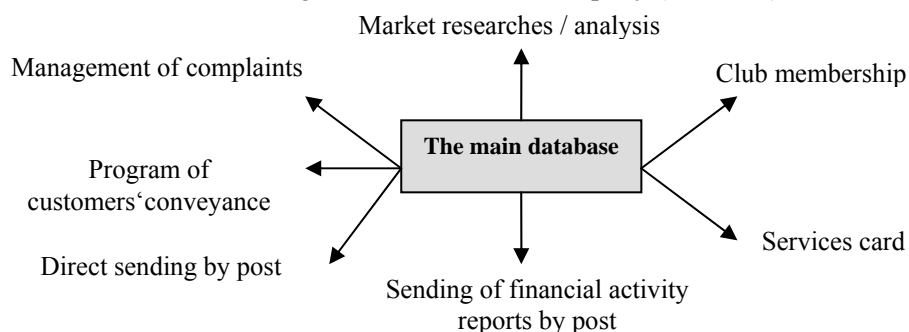 Market researches / analysis
Management of complaints
Club membership
The main database
Program of
customers‘conveyance
Services card
Direct sending by post
Sending of financial activity
reports by post